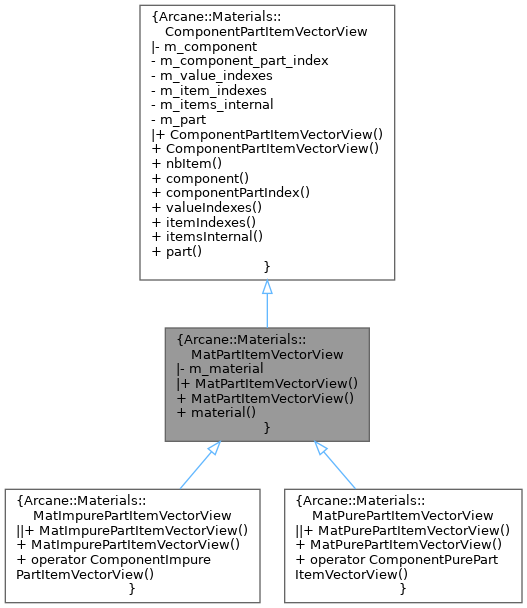 {Arcane::Materials::
ComponentPartItemVectorView
|- m_component
- m_component_part_index
- m_value_indexes
- m_item_indexes
- m_items_internal
- m_part
|+ ComponentPartItemVectorView()
+ ComponentPartItemVectorView()
+ nbItem()
+ component()
+ componentPartIndex()
+ valueIndexes()
+ itemIndexes()
+ itemsInternal()
+ part()
}
{Arcane::Materials::
MatPartItemVectorView
|- m_material
|+ MatPartItemVectorView()
+ MatPartItemVectorView()
+ material()
}
{Arcane::Materials::
MatImpurePartItemVectorView
||+ MatImpurePartItemVectorView()
+ MatImpurePartItemVectorView()
+ operator ComponentImpure
PartItemVectorView()
}
{Arcane::Materials::
MatPurePartItemVectorView
||+ MatPurePartItemVectorView()
+ MatPurePartItemVectorView()
+ operator ComponentPurePart
ItemVectorView()
}